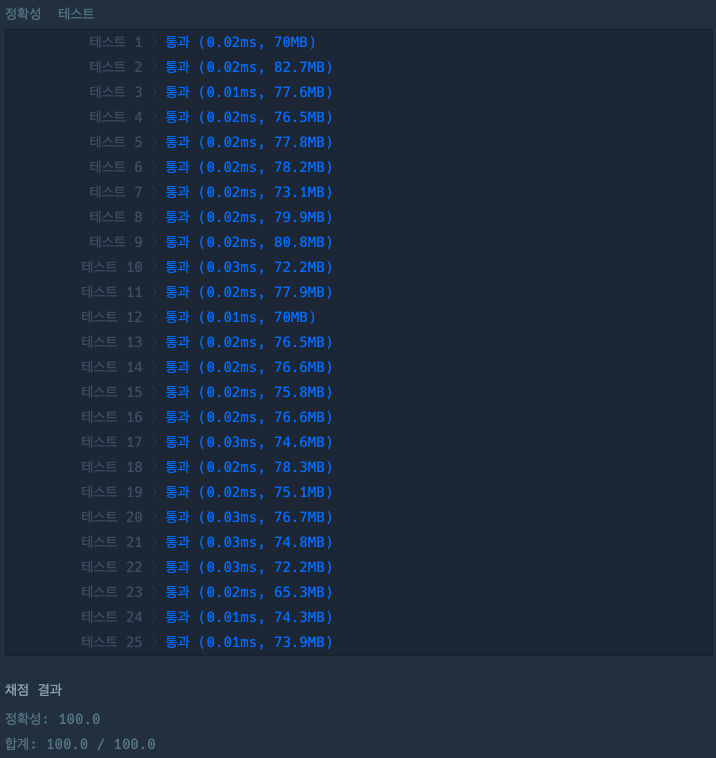 정확성 테스트
테스트 1 〉 통과 (0.02ms, 70MB)
테스트 2 〉 통과 (0.02ms, 82.7MB)
테스트 3 〉 통과 (0.01ms, 77.6MB)
테스트 4 〉 통과 (0.02ms, 76.5MB)
테스트 5 〉 통과 (0.02ms, 77.8MB)
테스트 6 〉 통과 (0.02ms, 78.2MB)
테스트 7 〉 통과 (0.02ms, 73.1MB)
테스트 8 〉 통과 (0.02ms, 79.9MB)
테스트 9 〉 통과 (0.02ms, 80.8MB)
테스트 10 〉 통과 (0.03ms, 72.2MB)
테스트 11 〉 통과 (0.02ms, 77.9MB)
테스트 12 〉 통과 (0.01ms, 70MB)
테스트 13 〉 통과 (0.02ms, 76.5MB)
테스트 14 〉 통과 (0.02ms, 76.6MB)
테스트 15 〉 통과 (0.02ms, 75.8MB)
테스트 16 〉 통과 (0.02ms, 76.6MB)
테스트 17 〉 통과 (0.03ms, 74.6MB)
테스트 18 〉 통과 (0.02ms, 78.3MB)
테스트 19 〉 통과 (0.02ms, 75.1MB)
테스트 20 〉 통과 (0.03ms, 76.7MB)
테스트 21 〉 통과 (0.03ms, 74.8MB)
테스트 22 〉 통과 (0.03ms, 72.2MB)
테스트 23 〉 통과 (0.02ms, 65.3MB)
테스트 24 〉 통과 (0.01ms, 74.3MB)
테스트 25 〉 통과 (0.01ms, 73.9MB)
채점 결과
정확성: 100.0
합계: 100.0 / 100.0